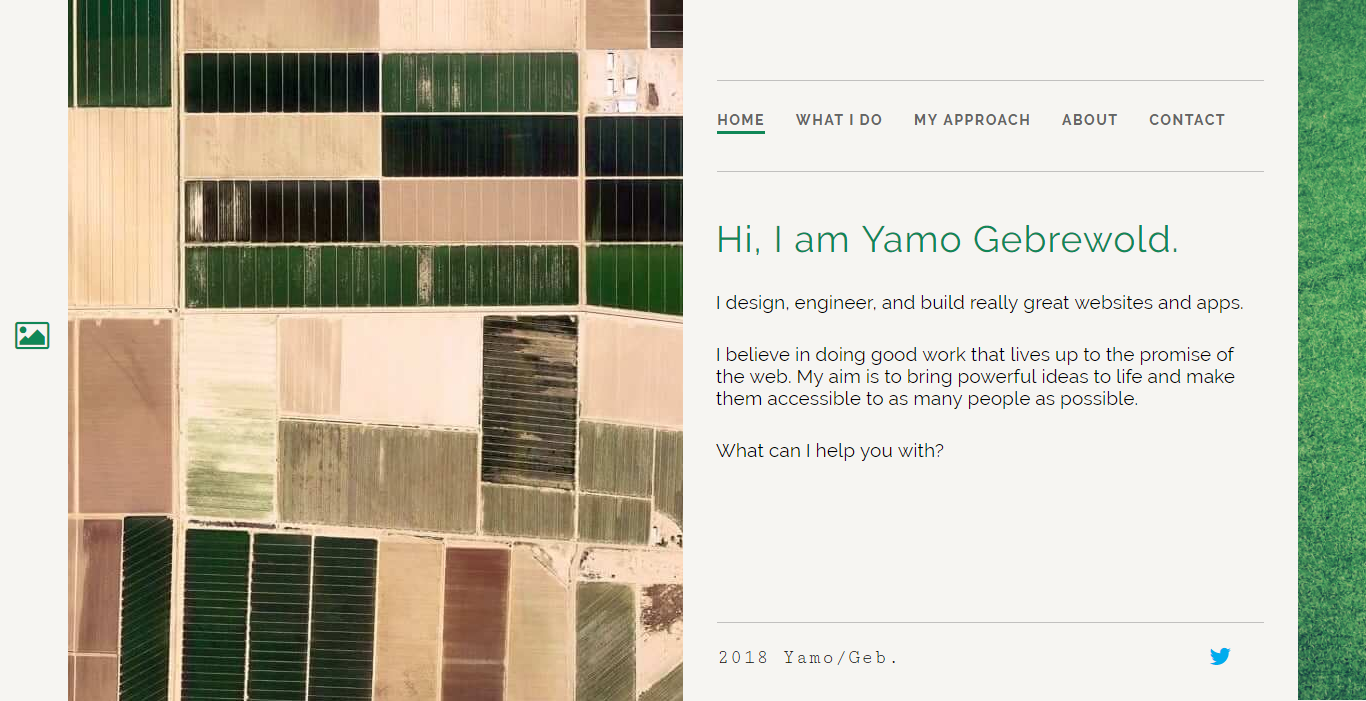 HOME WHAT I DO MY APPROACH ABOUT CONTACT
Hi, I am Yamo Gebrewold.
I design, engineer, and build really great websites and apps.
I believe in doing good work that lives up to the promise of
the web. My aim is to bring powerful ideas to life and make
them accessible to as many people as possible.
What can I help you with?
2018 Yamo/Geb.